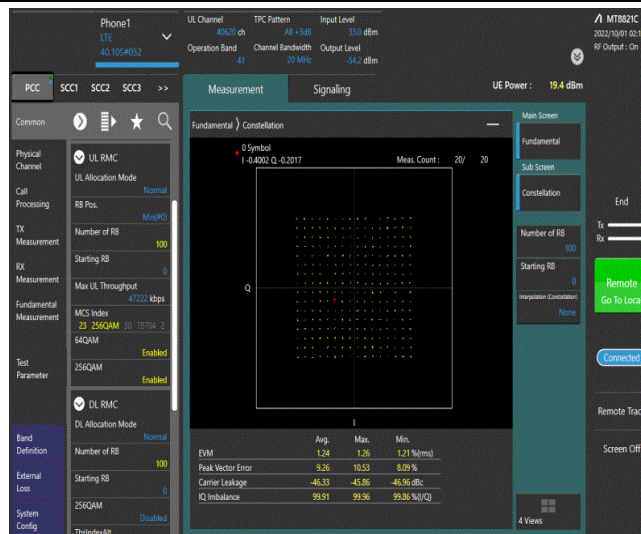 Phone1
LTE
40.10S#052
UL Channel
40620 ch
TPC Pattern
All +3dB
Input Level
33.0 dBm
Operation Band
41
Channel Bandwidth
20 MHz
Output Level
-54.2 dBm
MT8821C
2022/10/01 02:1
RF Output : On
PCC SCC1 SCC2 SCC3 >>
Measurement
Signaling
UE Power : 19.4 dBm
Common
Physical
Channel
Call
Processing
TX
Measurement
RX
Measurement
Fundamental
Measurement
Test
Parameter
Band
Definition
External
Loss
System
Config
UL RMC
UL Allocation Mode
Normal
RB Pos.
Min(#0)
Number of RB
100
Starting RB
0
Max UL Throughput
47222 kbps
MCS Index
23 256QAM 30 78704 2
64QAM
Enabled
256QAM
Enabled
DL RMC
DL Allocation Mode
Normal
Number of RB
100
Starting RB
0
256QAM
Disabled
ThsIndexAlt
Fundamental Constellation
0 Symbol
I -0.4002 Q -0.2017
Meas. Count : 20/ 20
Q
I
Avg. Max. Min.
EVM 1.24 1.26 1.21 %(rms)
Peak Vector Error 9.26 10.53 8.09 %
Carrier Leakage -46.33 -45.86 -46.96 dBc
IQ Imbalance 99.91 99.96 99.86 %(I/Q)
Main Screen
Fundamental
Sub Screen
Constellation
Number of RB
100
Starting RB
0
Interpolation (Constellation)
None
4 Views
End
Tx
Rx
Remote
Go To Loca
Connected
Remote Trac
Screen Off